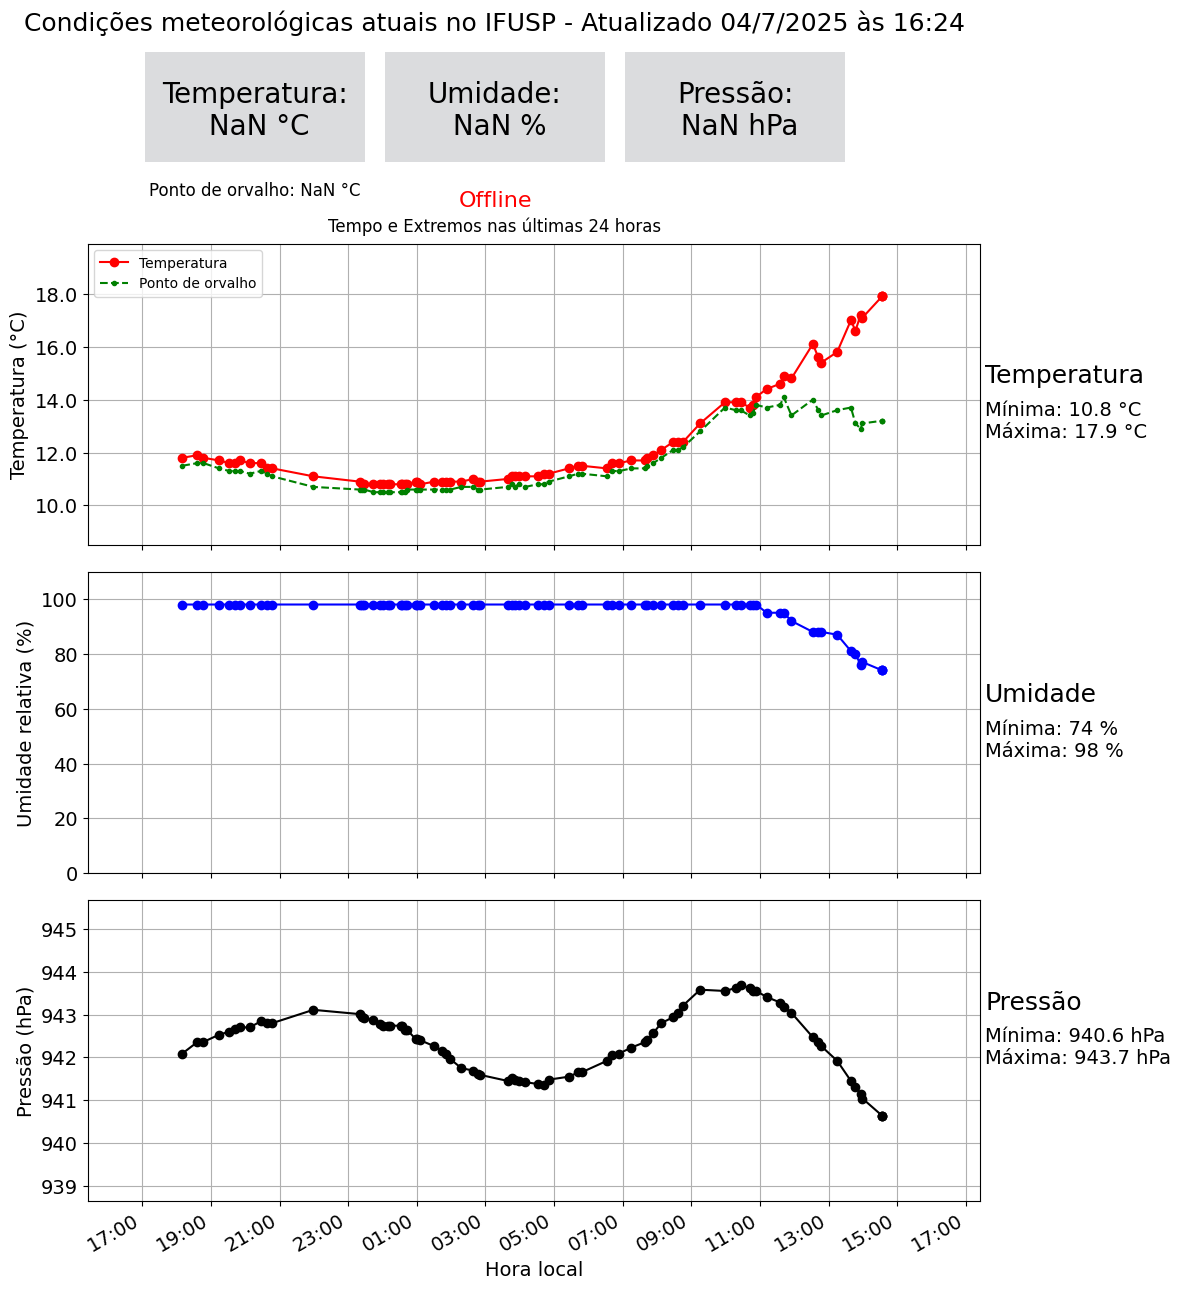 Condições meteorológicas atuais no IFUSP - Atualizado 04/7/2025 às 16:24
Temperatura:
NaN °C
Umidade:
NaN %
Pressão:
NaN hPa
Ponto de orvalho: NaN °C
Offline
Tempo e Extremos nas últimas 24 horas
Temperatura
Ponto de orvalho
Temperatura (°C)
18.0
16.0
14.0
12.0
10.0
Temperatura
Mínima: 10.8 °C
Máxima: 17.9 °C
Umidade relativa (%)
100
80
60
40
20
0
Umidade
Mínima: 74 %
Máxima: 98 %
Pressão (hPa)
945
944
943
942
941
940
939
Pressão
Mínima: 940.6 hPa
Máxima: 943.7 hPa
17:00
19:00
21:00
23:00
01:00
03:00
05:00
07:00
09:00
11:00
13:00
15:00
17:00
Hora local